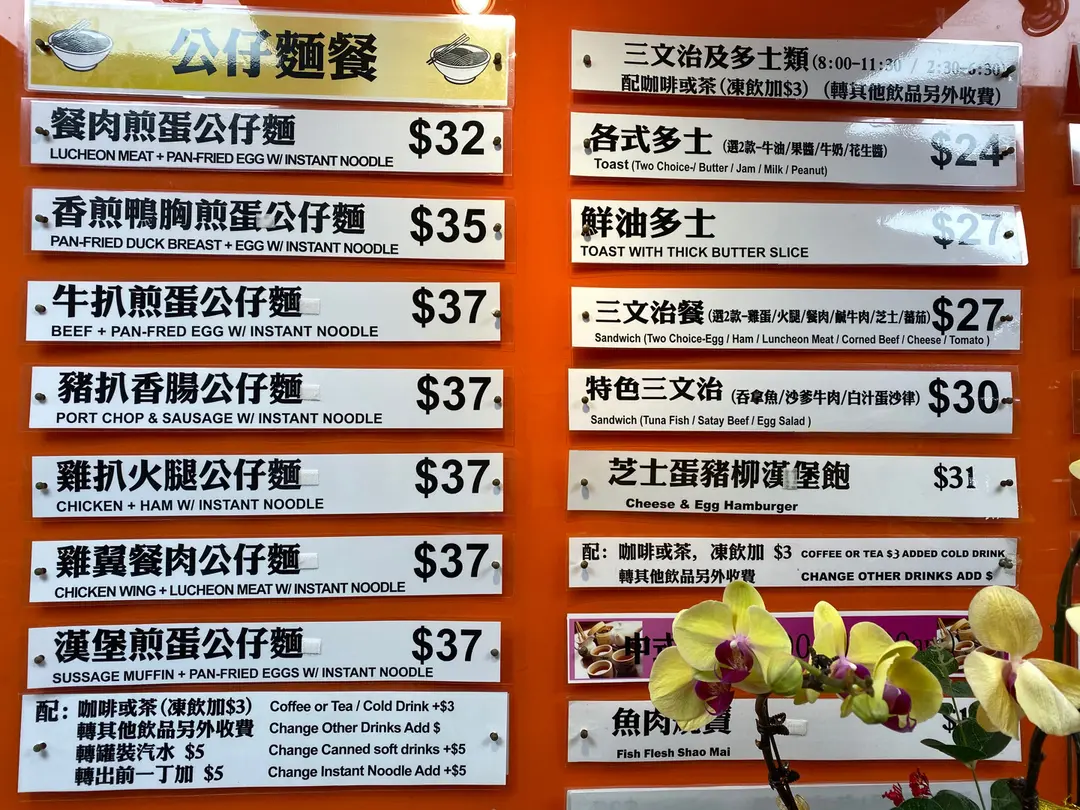 公仔麵餐
餐肉煎蛋公仔麵 $32
LUCHEON MEAT + PAN-FRIED EGG W/ INSTANT NOODLE
香煎鴨胸煎蛋公仔麵 $35
PAN-FRIED DUCK BREAST + EGG W/ INSTANT NOODLE
牛扒煎蛋公仔麵 $37
BEEF + PAN-FRED EGG W/ INSTANT NOODLE
豬扒香腸公仔麵 $37
PORT CHOP & SAUSAGE W/ INSTANT NOODLE
雞扒火腿公仔麵 $37
CHICKEN + HAM W/ INSTANT NOODLE
雞翼餐肉公仔麵 $37
CHICKEN WING + LUCHEON MEAT W/ INSTANT NOODLE
漢堡煎蛋公仔麵 $37
SUSSAGE MUFFIN + PAN-FRIED EGGS W/ INSTANT NOODLE
配：咖啡或茶(凍飲加$3) Coffee or Tea / Cold Drink +$3
轉其他飲品另外收費 Change Other Drinks Add $
轉罐裝汽水 $5 Change Canned soft drinks +$5
轉出前一丁加 $5 Change Instant Noodle Add +$5
三文治及多士類(8:00-11:30 / 2:30-6:30)
配咖啡或茶(凍飲加$3) (轉其他飲品另外收費)
各式多士 (選2款-牛油/果醬/牛奶/花生醬) $24
Toast (Two Choice-/ Butter / Jam / Milk / Peanut)
鮮油多士 $27
TOAST WITH THICK BUTTER SLICE
三文治餐 (選2款-雞蛋/火腿/餐肉/鹹牛肉/芝士/蕃茄) $27
Sandwich (Two Choice-Egg / Ham / Luncheon Meat / Corned Beef / Cheese / Tomato )
特色三文治 (吞拿魚/沙爹牛肉/白汁蛋沙律) $30
Sandwich (Tuna Fish / Satay Beef / Egg Salad )
芝士蛋豬柳漢堡飽 $31
Cheese & Egg Hamburger
配：咖啡或茶，凍飲加 $3 COFFEE OR TEA $3 ADDED COLD DRINK
轉其他飲品另外收費 CHANGE OTHER DRINKS ADD $
中式
魚肉燒賣
Fish Flesh Shao Mai